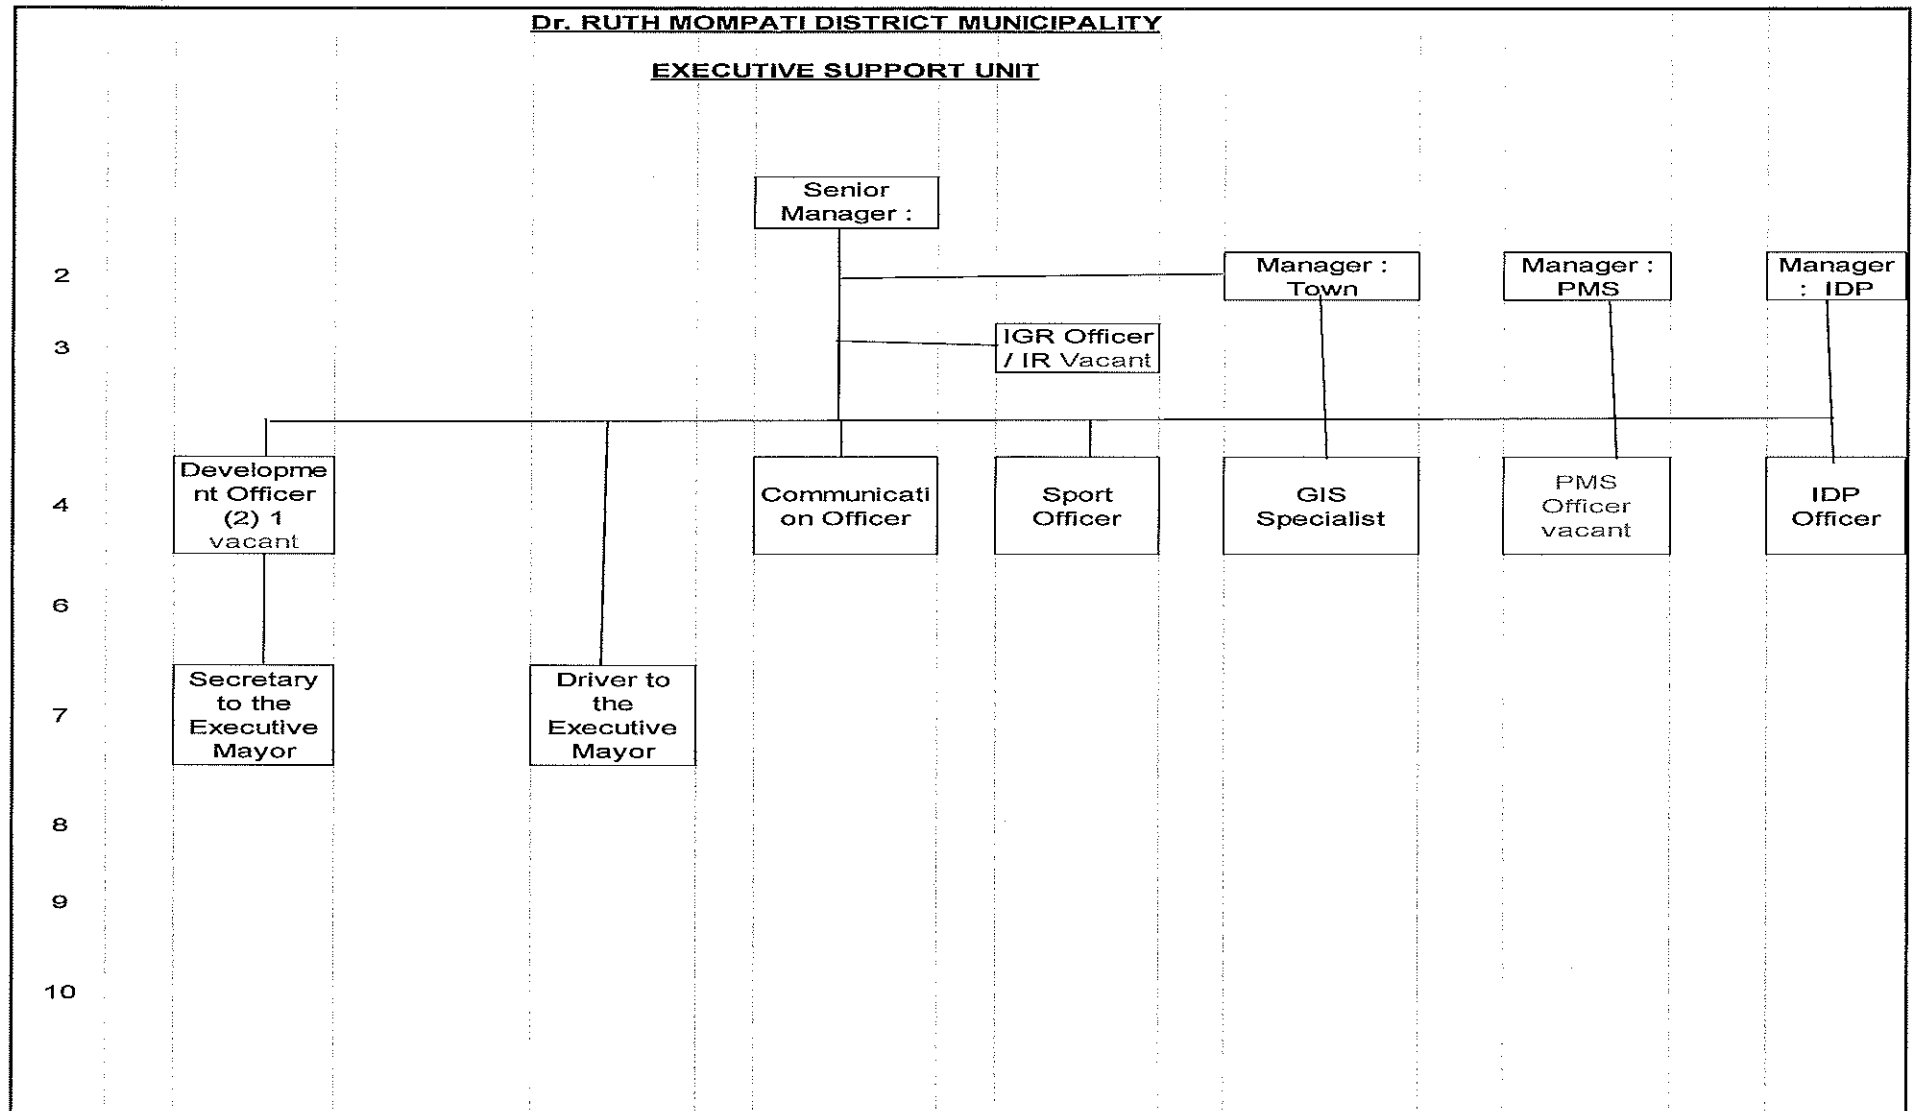 Dr. RUTH MOMPATI DISTRICT MUNICIPALITY
EXECUTIVE SUPPORT UNIT
Senior
Manager :
2
Manager :
Town
Manager :
PMS
Manager
: IDP
3
IGR Officer
/ IR Vacant
4
Developme
nt Officer
(2) 1
vacant
Communicati
on Officer
Sport
Officer
GIS
Specialist
PMS
Officer
vacant
IDP
Officer
6
7
Secretary
to the
Executive
Mayor
Driver to
the
Executive
Mayor
8
9
10